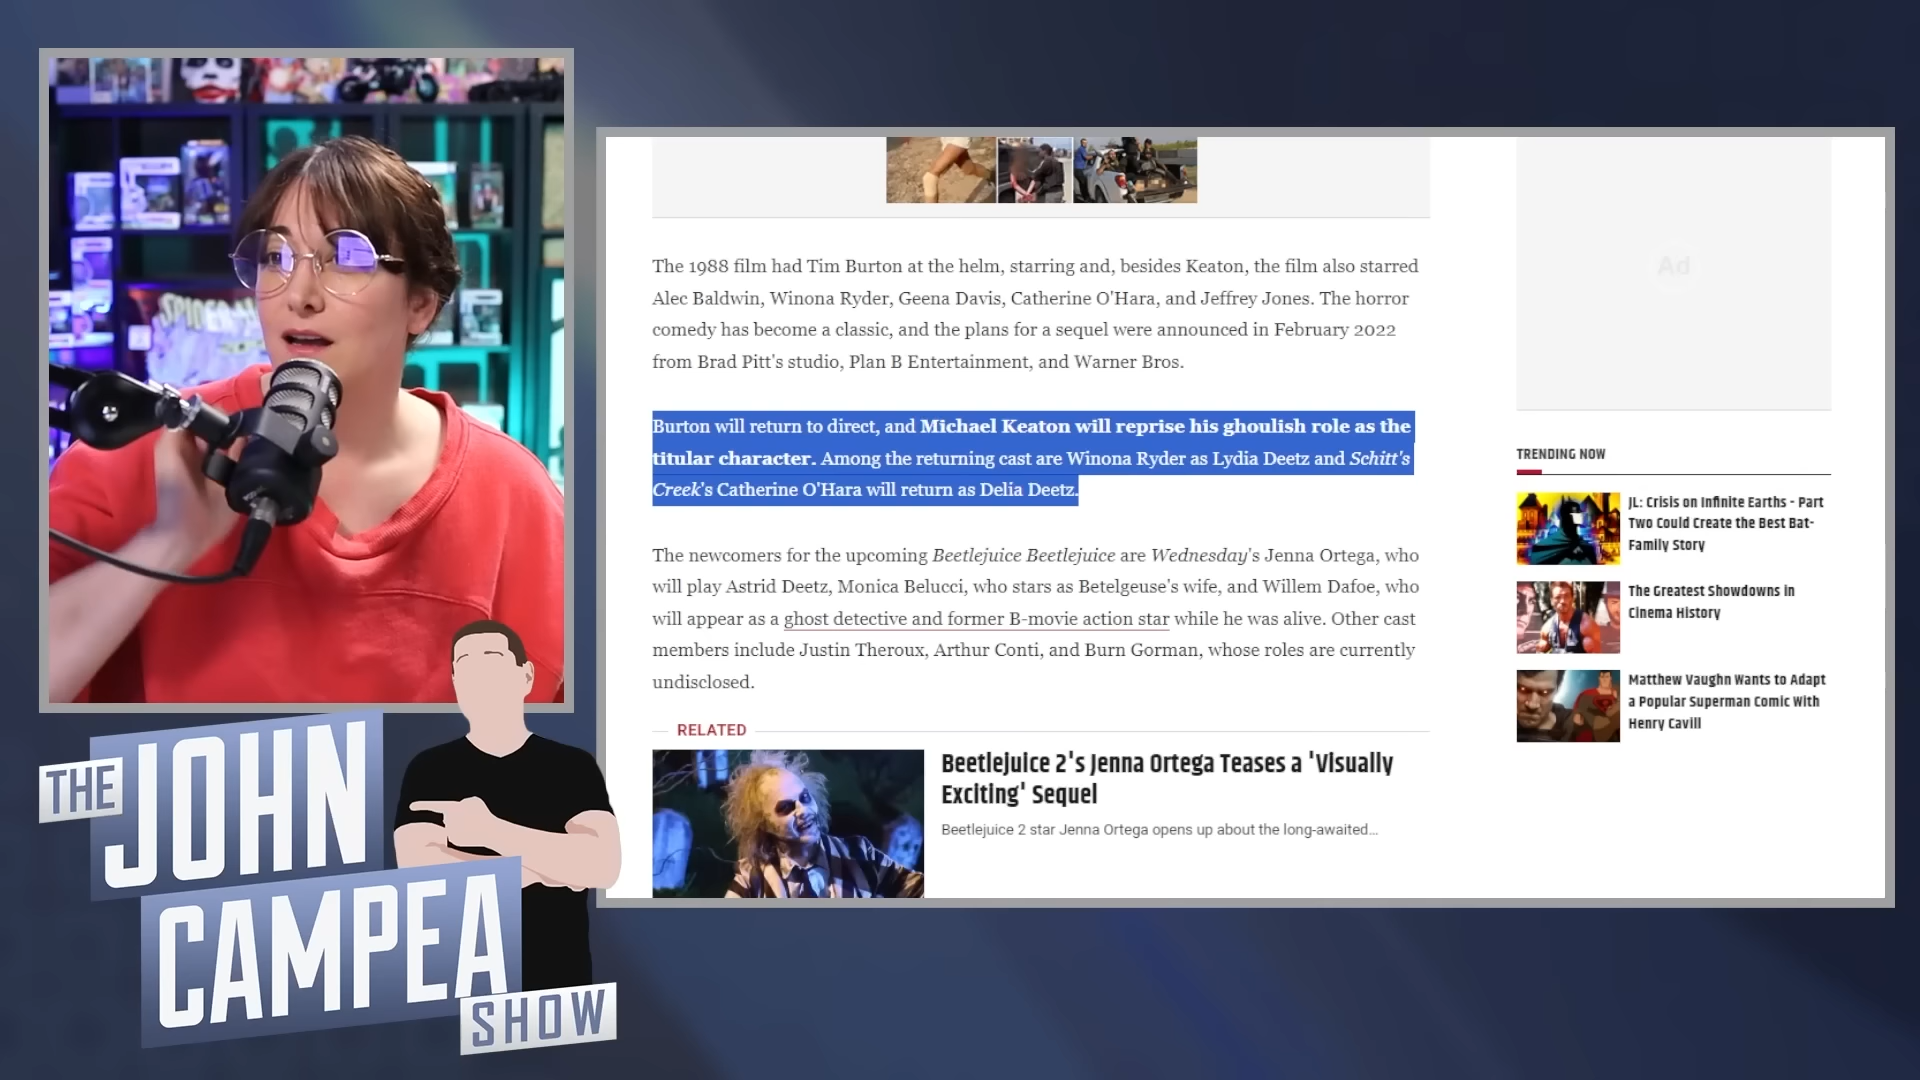 SPIDER
The 1988 film had Tim Burton at the helm, starring and, besides Keaton, the film also starred
Alec Baldwin, Winona Ryder, Geena Davis, Catherine O'Hara, and Jeffrey Jones. The horror
comedy has become a classic, and the plans for a sequel were announced in February 2022
from Brad Pitt's studio, Plan B Entertainment, and Warner Bros.
Burton will return to direct, and Michael Keaton will reprise his ghoulish role as the
titular character. Among the returning cast are Winona Ryder as Lydia Deetz and Schitt's
Creek's Catherine O'Hara will return as Delia Deetz.
The newcomers for the upcoming Beetlejuice Beetlejuice are Wednesday's Jenna Ortega, who
will play Astrid Deetz, Monica Belucci, who stars as Betelgeuse's wife, and Willem Dafoe, who
will appear as a ghost detective and former B-movie action star while he was alive. Other cast
members include Justin Theroux, Arthur Conti, and Burn Gorman, whose roles are currently
undisclosed.
RELATED
Beetlejuice 2's Jenna Ortega Teases a 'Visually
Exciting' Sequel
Beetlejuice 2 star Jenna Ortega opens up about the long-awaited...
Ad
TRENDING NOW
JL: Crisis on Infinite Earths - Part
Two Could Create the Best Bat-
Family Story
The Greatest Showdowns in
Cinema History
Matthew Vaughn Wants to Adapt
a Popular Superman Comic With
Henry Cavill
THE
JOHN
CAMPEA
SHOW